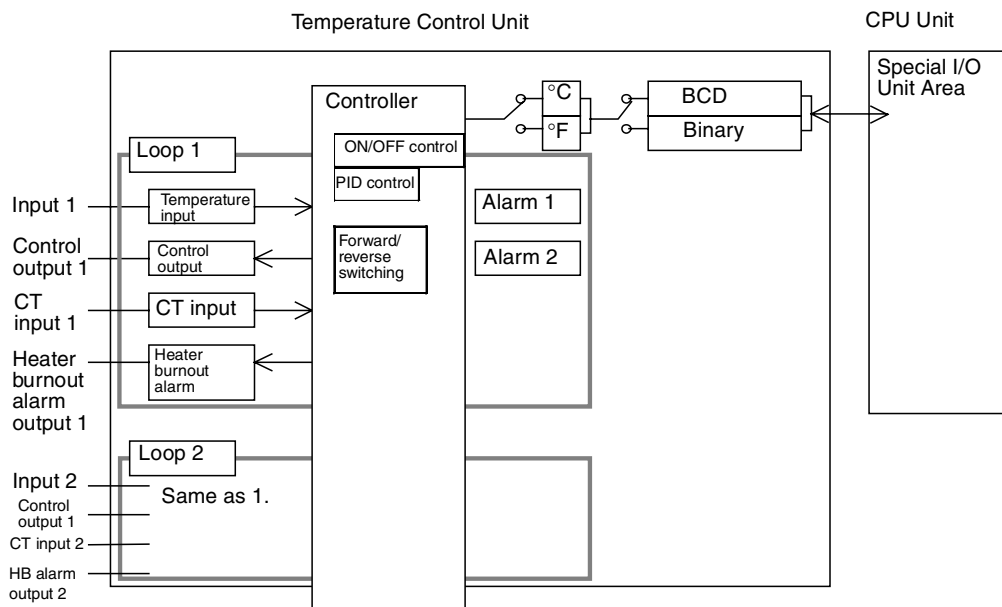 Temperature Control Unit
CPU Unit
Special I/O
Unit Area
Controller
°C
°F
BCD
Binary
ON/OFF control
PID control
Forward/
reverse
switching
Loop 1
Input 1
Temperature
input
Alarm 1
Control
output 1
Control
output
Alarm 2
CT
input 1
CT input
Heater
burnout
alarm
output 1
Heater
burnout
alarm
Loop 2
Input 2
Same as 1.
Control
output 1
CT input 2
HB alarm
output 2